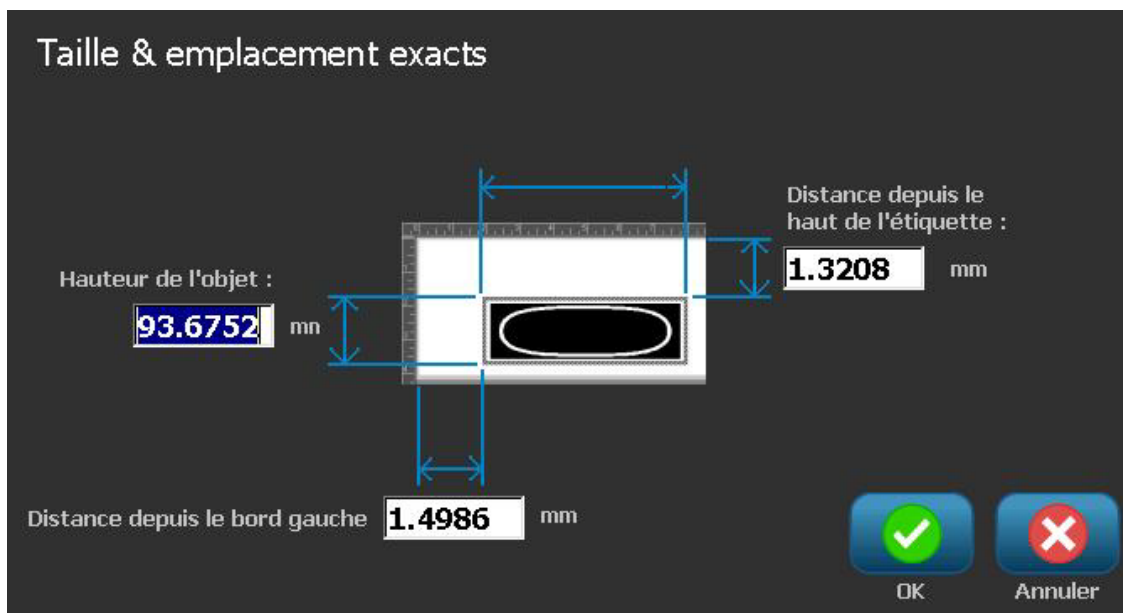 Taille & emplacement exacts
Distance depuis le
haut de l'étiquette :
1.3208 mm
Hauteur de l'objet :
93.6752 mn
Distance depuis le bord gauche 1.4986 mm
OK Annuler